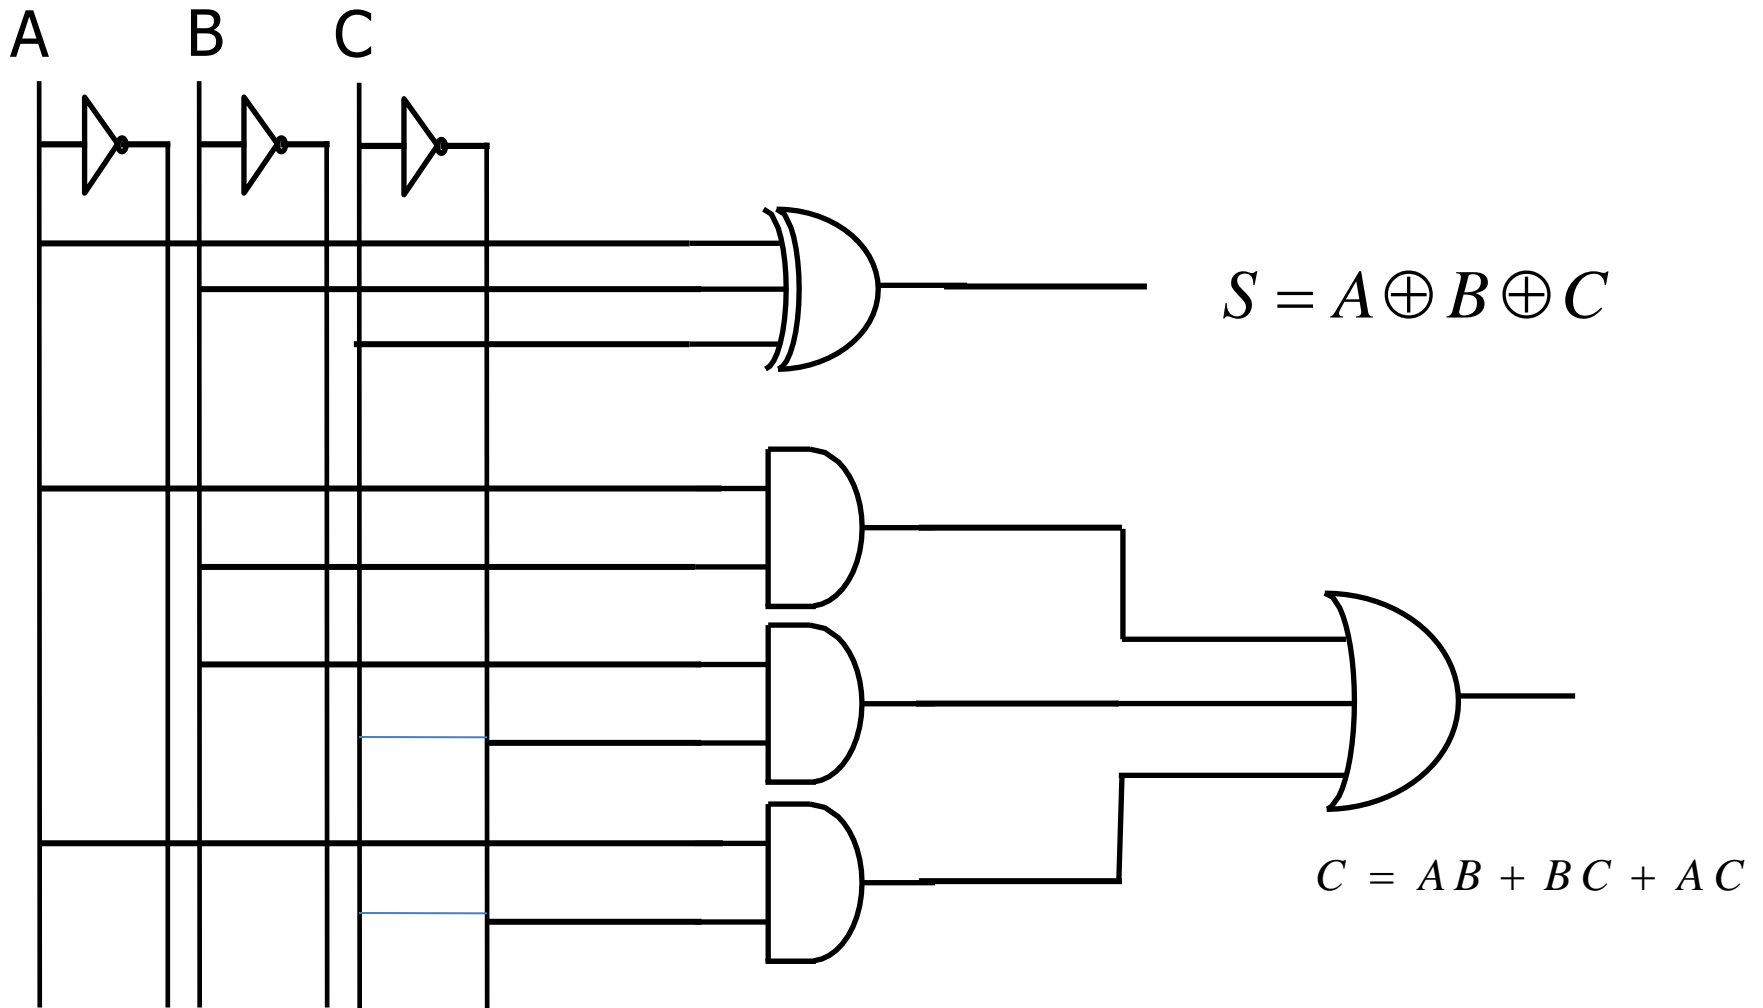 A B C
S = A⊕B⊕C
C = AB + BC + AC